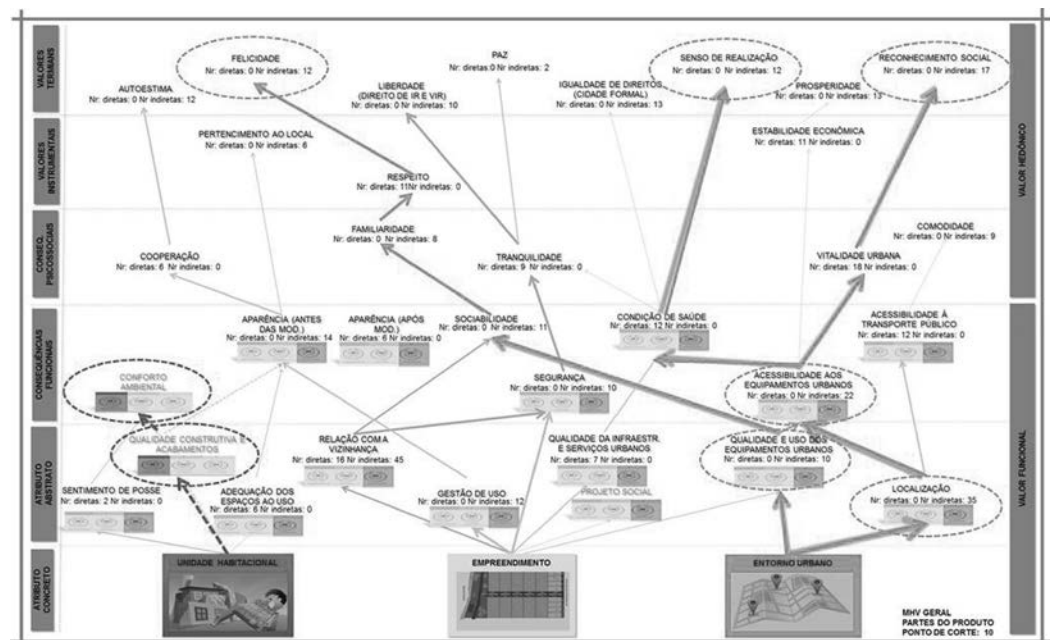 VALORES
TERMIANS
FELICIDADE
Nr: diretas:0 Nr indiretas: 12
PAZ
Nr: diretas:0 Nr indiretas: 2
SENSO DE REALIZAÇÃO
Nr: diretas: 0 Nr indiretas: 12
RECONHECIMENTO SOCIAL
Nr: diretas: 0 Nr indiretas: 17
AUTOESTIMA
Nr: diretas: 0 Nr indiretas: 12
LIBERDADE
(DIREITO DE IR E VIR)
Nr: diretas: 0 Nr indiretas: 10
IGUALDADE DE DIREITOS
(CIDADE FORMAL)
Nr: diretas: 0 Nr indiretas: 13
PROSPERIDADE
Nr: diretas: 0 Nr indiretas: 13
VALORES
INSTRUMENTAIS
PERTENCIMENTO AO LOCAL
Nr: diretas: 0 Nr indiretas: 6
ESTABILIDADE ECONÔMICA
Nr: diretas: 11 Nr indiretas: 0
RESPEITO
Nr: diretas: 11Nr indiretas: 0
VALOR HEDÔNICO
CONSEQ.
PSICOSSOCIAIS
FAMILIARIDADE
Nr: diretas: 0 Nr indiretas: 8
COMODIDADE
Nr: diretas: 0 Nr indiretas: 9
COOPERAÇÃO
Nr: diretas: 6 Nr indiretas: 0
TRANQUILIDADE
Nr: diretas: 9 Nr indiretas: 0
VITALIDADE URBANA
Nr: diretas: 18 Nr indiretas: 0
CONSEQUÊNCIAS
FUNCIONAIS
APARÊNCIA (ANTES
DAS MOD.)
Nr: diretas: 0 Nr indiretas: 14
APARÊNCIA (APÓS
MOD.)
Nr: diretas: 6 Nr indiretas: 0
SOCIABILIDADE
Nr: diretas: 0 Nr indiretas: 11
CONDIÇÃO DE SAÚDE
Nr: diretas: 12 Nr indiretas: 0
ACESSIBILIDADE À
TRANSPORTE PÚBLICO
Nr: diretas: 12 Nr indiretas: 0
CONFORTO
AMBIENTAL
SEGURANÇA
Nr: diretas: 0 Nr indiretas: 10
ACESSIBILIDADE AOS
EQUIPAMENTOS URBANOS
Nr: diretas: 0 Nr indiretas: 22
ATRIBUTO
ABSTRATO
QUALIDADE CONSTRUTIVA E
ACABAMENTOS
RELAÇÃO COM A
VIZINHANÇA
Nr: diretas: 16 Nr indiretas: 45
QUALIDADE DA INFRAESTR.
E SERVIÇOS URBANOS
Nr: diretas: 7 Nr indiretas: 0
QUALIDADE E USO DOS
EQUIPAMENTOS URBANOS
Nr: diretas: 0 Nr indiretas: 10
SENTIMENTO DE POSSE
Nr: diretas: 2 Nr indiretas: 0
ADEQUAÇÃO DOS
ESPAÇOS AO USO
Nr: diretas: 6 Nr indiretas: 0
GESTÃO DE USO
Nr: diretas: 0 Nr indiretas: 12
PROJETO SOCIAL
LOCALIZAÇÃO
Nr: diretas: 0 Nr indiretas: 35
VALOR FUNCIONAL
ATRIBUTO
CONCRETO
UNIDADE HABITACIONAL
EMPREENDIMENTO
ENTORNO URBANO
MHV GERAL
PARTES DO PRODUTO
PONTO DE CORTE: 10